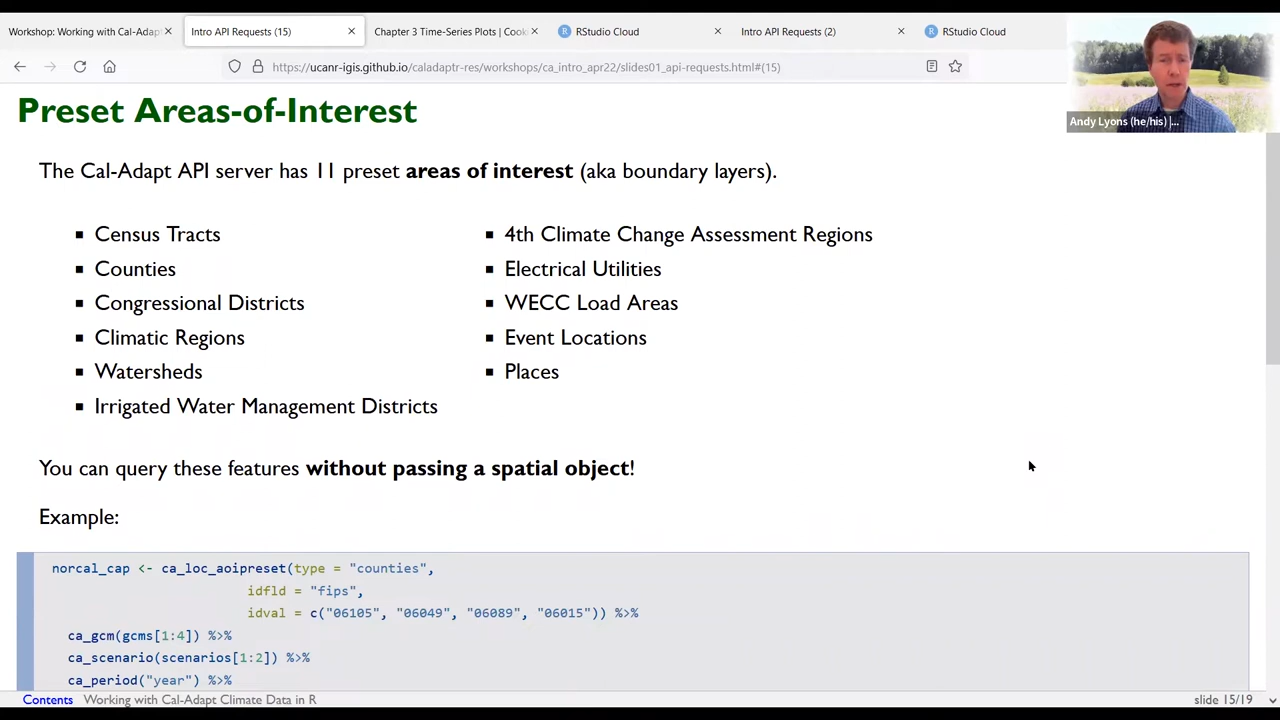 Workshop: Working with Cal-Adap
Intro API Requests (15)
Chapter 3 Time-Series Plots | Cook
RStudio Cloud
Intro API Requests (2)
RStudio Cloud
https://ucanr-igis.github.io/caladaptr-res/workshops/ca_intro_apr22/slides01_api-requests.html#(15)
Andy Lyons (he/his) |...
Preset Areas-of-Interest
The Cal-Adapt API server has 11 preset areas of interest (aka boundary layers).
Census Tracts
Counties
Congressional Districts
Climatic Regions
Watersheds
Irrigated Water Management Districts
4th Climate Change Assessment Regions
Electrical Utilities
WECC Load Areas
Event Locations
Places
You can query these features without passing a spatial object!
Example:
norcal_cap <- ca_loc_aoipreset(type = "counties",
idfld = "fips",
idval = c("06105", "06049", "06089", "06015")) %>%
ca_gcm(gcms[1:4]) %>%
ca_scenario(scenarios[1:2]) %>%
ca_period("year") %>%
Contents Working with Cal-Adapt Climate Data in R
slide 15/19